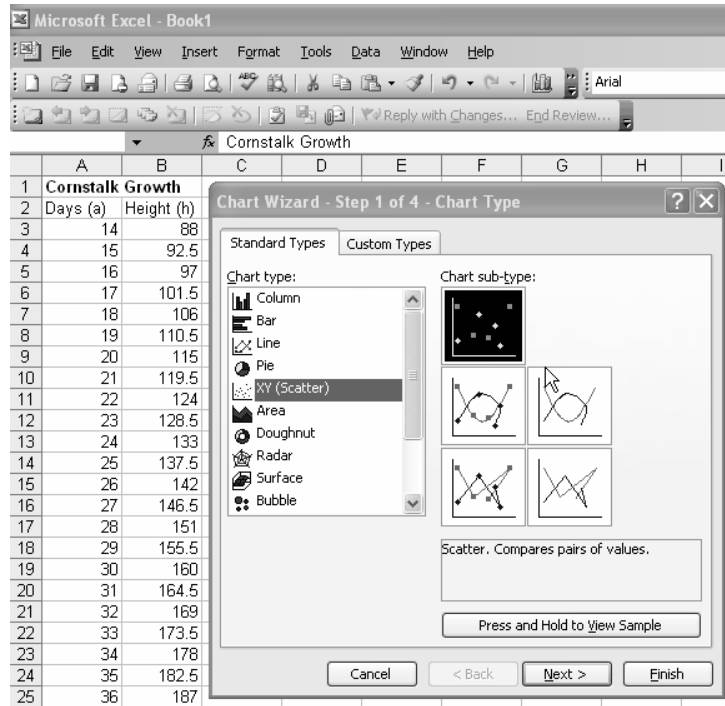 Microsoft Excel - Book1
File Edit View Insert Format Tools Data Window Help
ABC Arial
Reply with Changes... End Review...
fx Cornstalk Growth
A B C D E F G H I
1 Cornstalk Growth
2 Days (a) Height (h)
3 14 88
4 15 92.5
5 16 97
6 17 101.5
7 18 106
8 19 110.5
9 20 115
10 21 119.5
11 22 124
12 23 128.5
13 24 133
14 25 137.5
15 26 142
16 27 146.5
17 28 151
18 29 155.5
19 30 160
20 31 164.5
21 32 169
22 33 173.5
23 34 178
24 35 182.5
25 36 187
Chart Wizard - Step 1 of 4 - Chart Type ? X
Standard Types Custom Types
Chart type:
Column
Bar
Line
Pie
XY (Scatter)
Area
Doughnut
Radar
Surface
Bubble
Chart sub-type:
Scatter. Compares pairs of values.
Press and Hold to View Sample
Cancel < Back Next > Finish